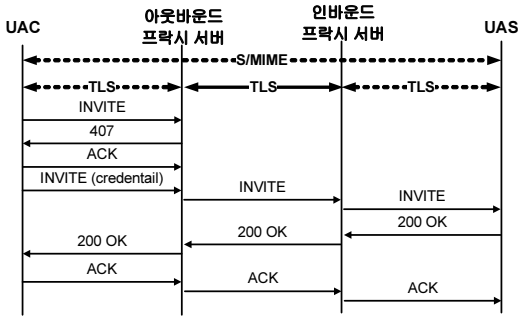 UAC
아웃바운드
프락시 서버
인바운드
프락시 서버
UAS
S/MIME
TLS
TLS
TLS
INVITE
407
ACK
INVITE (credentail)
INVITE
INVITE
200 OK
200 OK
200 OK
ACK
ACK
ACK